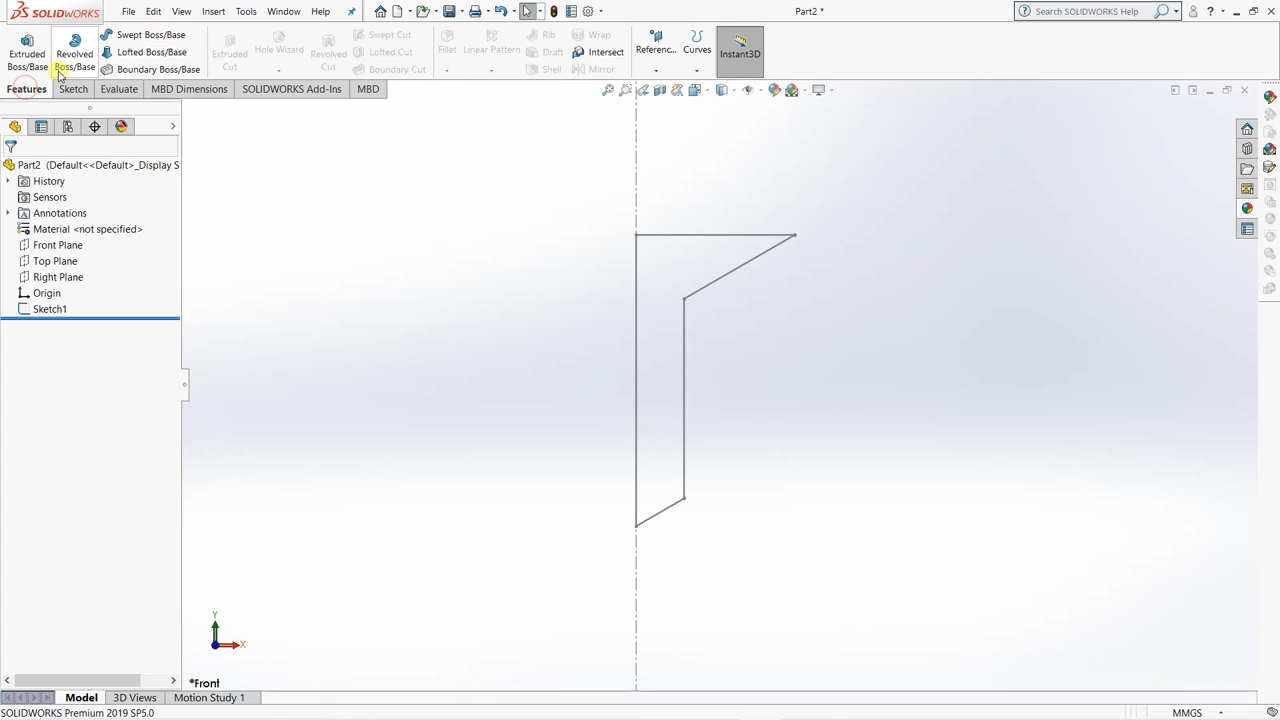 SOLIDWORKS File Edit View Insert Tools Window Help Part2 * Search SOLIDWORKS Help ?
Extruded Boss/Base
Revolved Boss/Base
Swept Boss/Base
Lofted Boss/Base
Boundary Boss/Base
Extruded Cut
Hole Wizard
Revolved Cut
Swept Cut
Lofted Cut
Boundary Cut
Fillet
Linear Pattern
Rib
Draft
Shell
Wrap
Intersect
Mirror
Referenc...
Curves
Instant3D
Features Sketch Evaluate MBD Dimensions SOLIDWORKS Add-Ins MBD
Part2 (Default<<Default>_Display S
History
Sensors
Annotations
Material <not specified>
Front Plane
Top Plane
Right Plane
Origin
Sketch1
Y
X
*Front
Model 3D Views Motion Study 1
SOLIDWORKS Premium 2019 SP5.0 MMGS